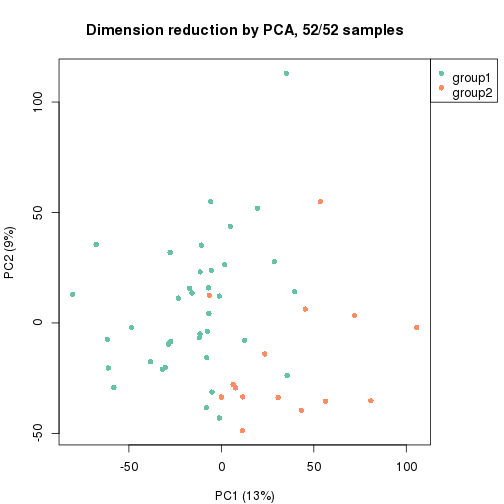 Dimension reduction by PCA, 52/52 samples
group1
group2
100
50
0
-50
PC2 (9%)
-50
0
50
100
PC1 (13%)